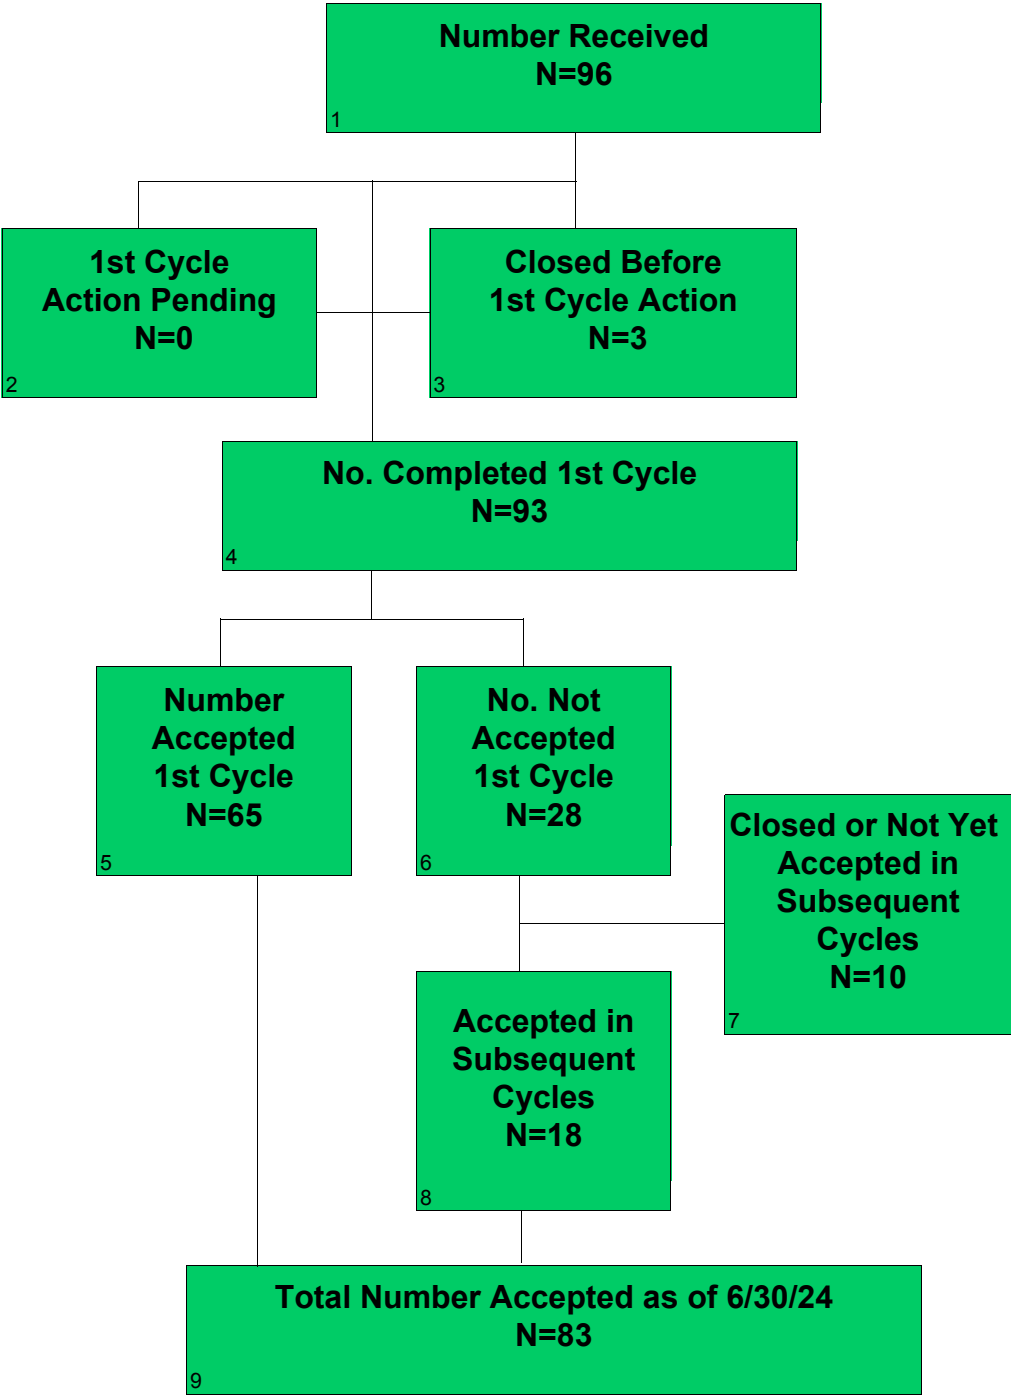 Number Received
N=96
1
1st Cycle
Action Pending
N=0
2
Closed Before
1st Cycle Action
N=3
3
No. Completed 1st Cycle
N=93
4
Number
Accepted
1st Cycle
N=65
5
No. Not
Accepted
1st Cycle
N=28
6
Closed or Not Yet
Accepted in
Subsequent
Cycles
N=10
7
Accepted in
Subsequent
Cycles
N=18
8
Total Number Accepted as of 6/30/24
N=83
9